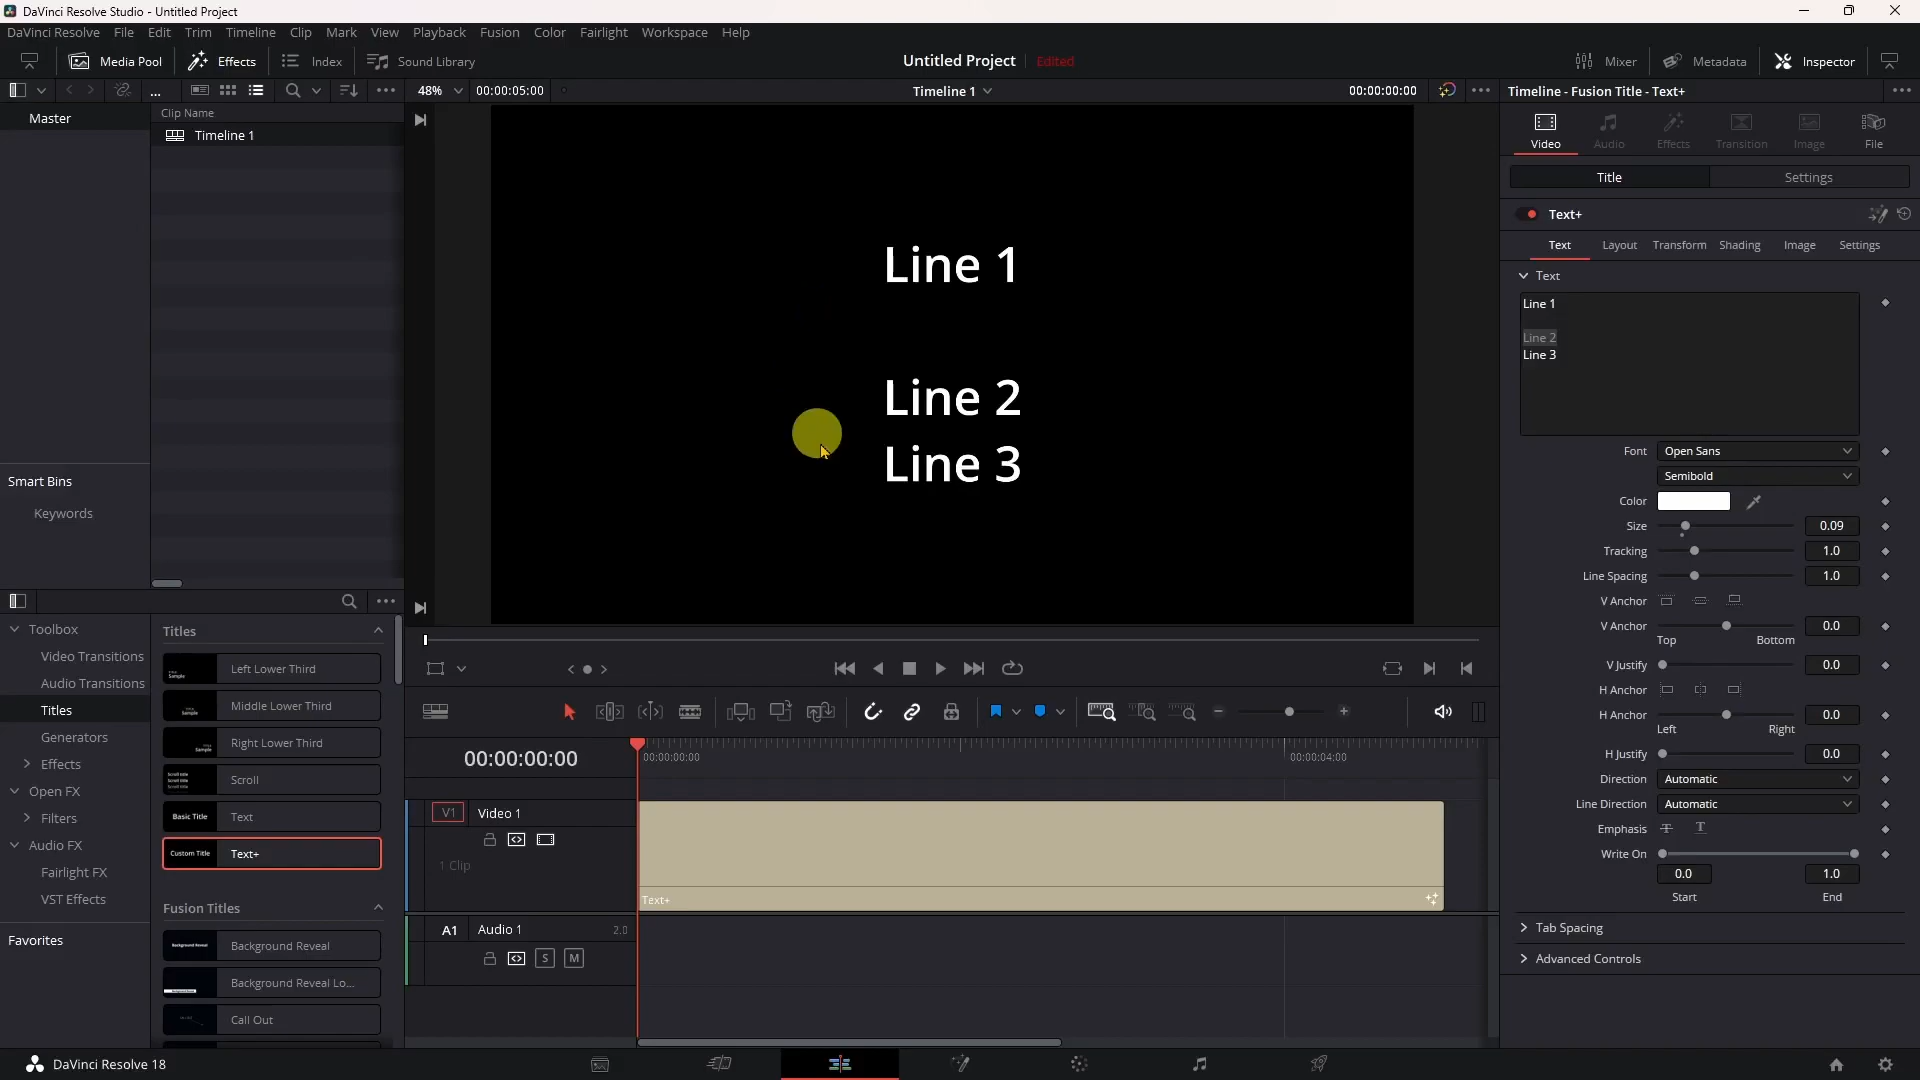 DaVinci Resolve Studio - Untitled Project
DaVinci Resolve File Edit Trim Timeline Clip Mark View Playback Fusion Color Fairlight Workspace Help
Media Pool Effects Index Sound Library Untitled Project Edited Mixer Metadata Inspector
... 48% 00:00:05:00 Timeline 1 00:00:00:00 Timeline - Fusion Title - Text+
Master
Clip Name
Timeline 1
Smart Bins
Keywords
Line 1
Line 2
Line 3
Video Audio Effects Transition Image File
Title Settings
Text+
Text Layout Transform Shading Image Settings
Text
Line 1
Line 2
Line 3
Font Open Sans
Semibold
Color
Size 0.09
Tracking 1.0
Line Spacing 1.0
V Anchor
V Anchor 0.0
Top Bottom
V Justify 0.0
H Anchor
H Anchor 0.0
Left Right
H Justify 0.0
Direction Automatic
Line Direction Automatic
Emphasis T T
Write On
0.0 1.0
Start End
Tab Spacing
Advanced Controls
Toolbox
Video Transitions
Audio Transitions
Titles
Generators
Effects
Open FX
Filters
Audio FX
Fairlight FX
VST Effects
Favorites
Titles
Left Lower Third
Middle Lower Third
Right Lower Third
Scroll
Basic Title Text
Custom Title Text+
Fusion Titles
Background Reveal Background Reveal
Background Reveal Lo...
Call Out
00:00:00:00 00:00:00:00 00:00:04:00
V1 Video 1
1 Clip
Text+
A1 Audio 1 2.0
S M
DaVinci Resolve 18